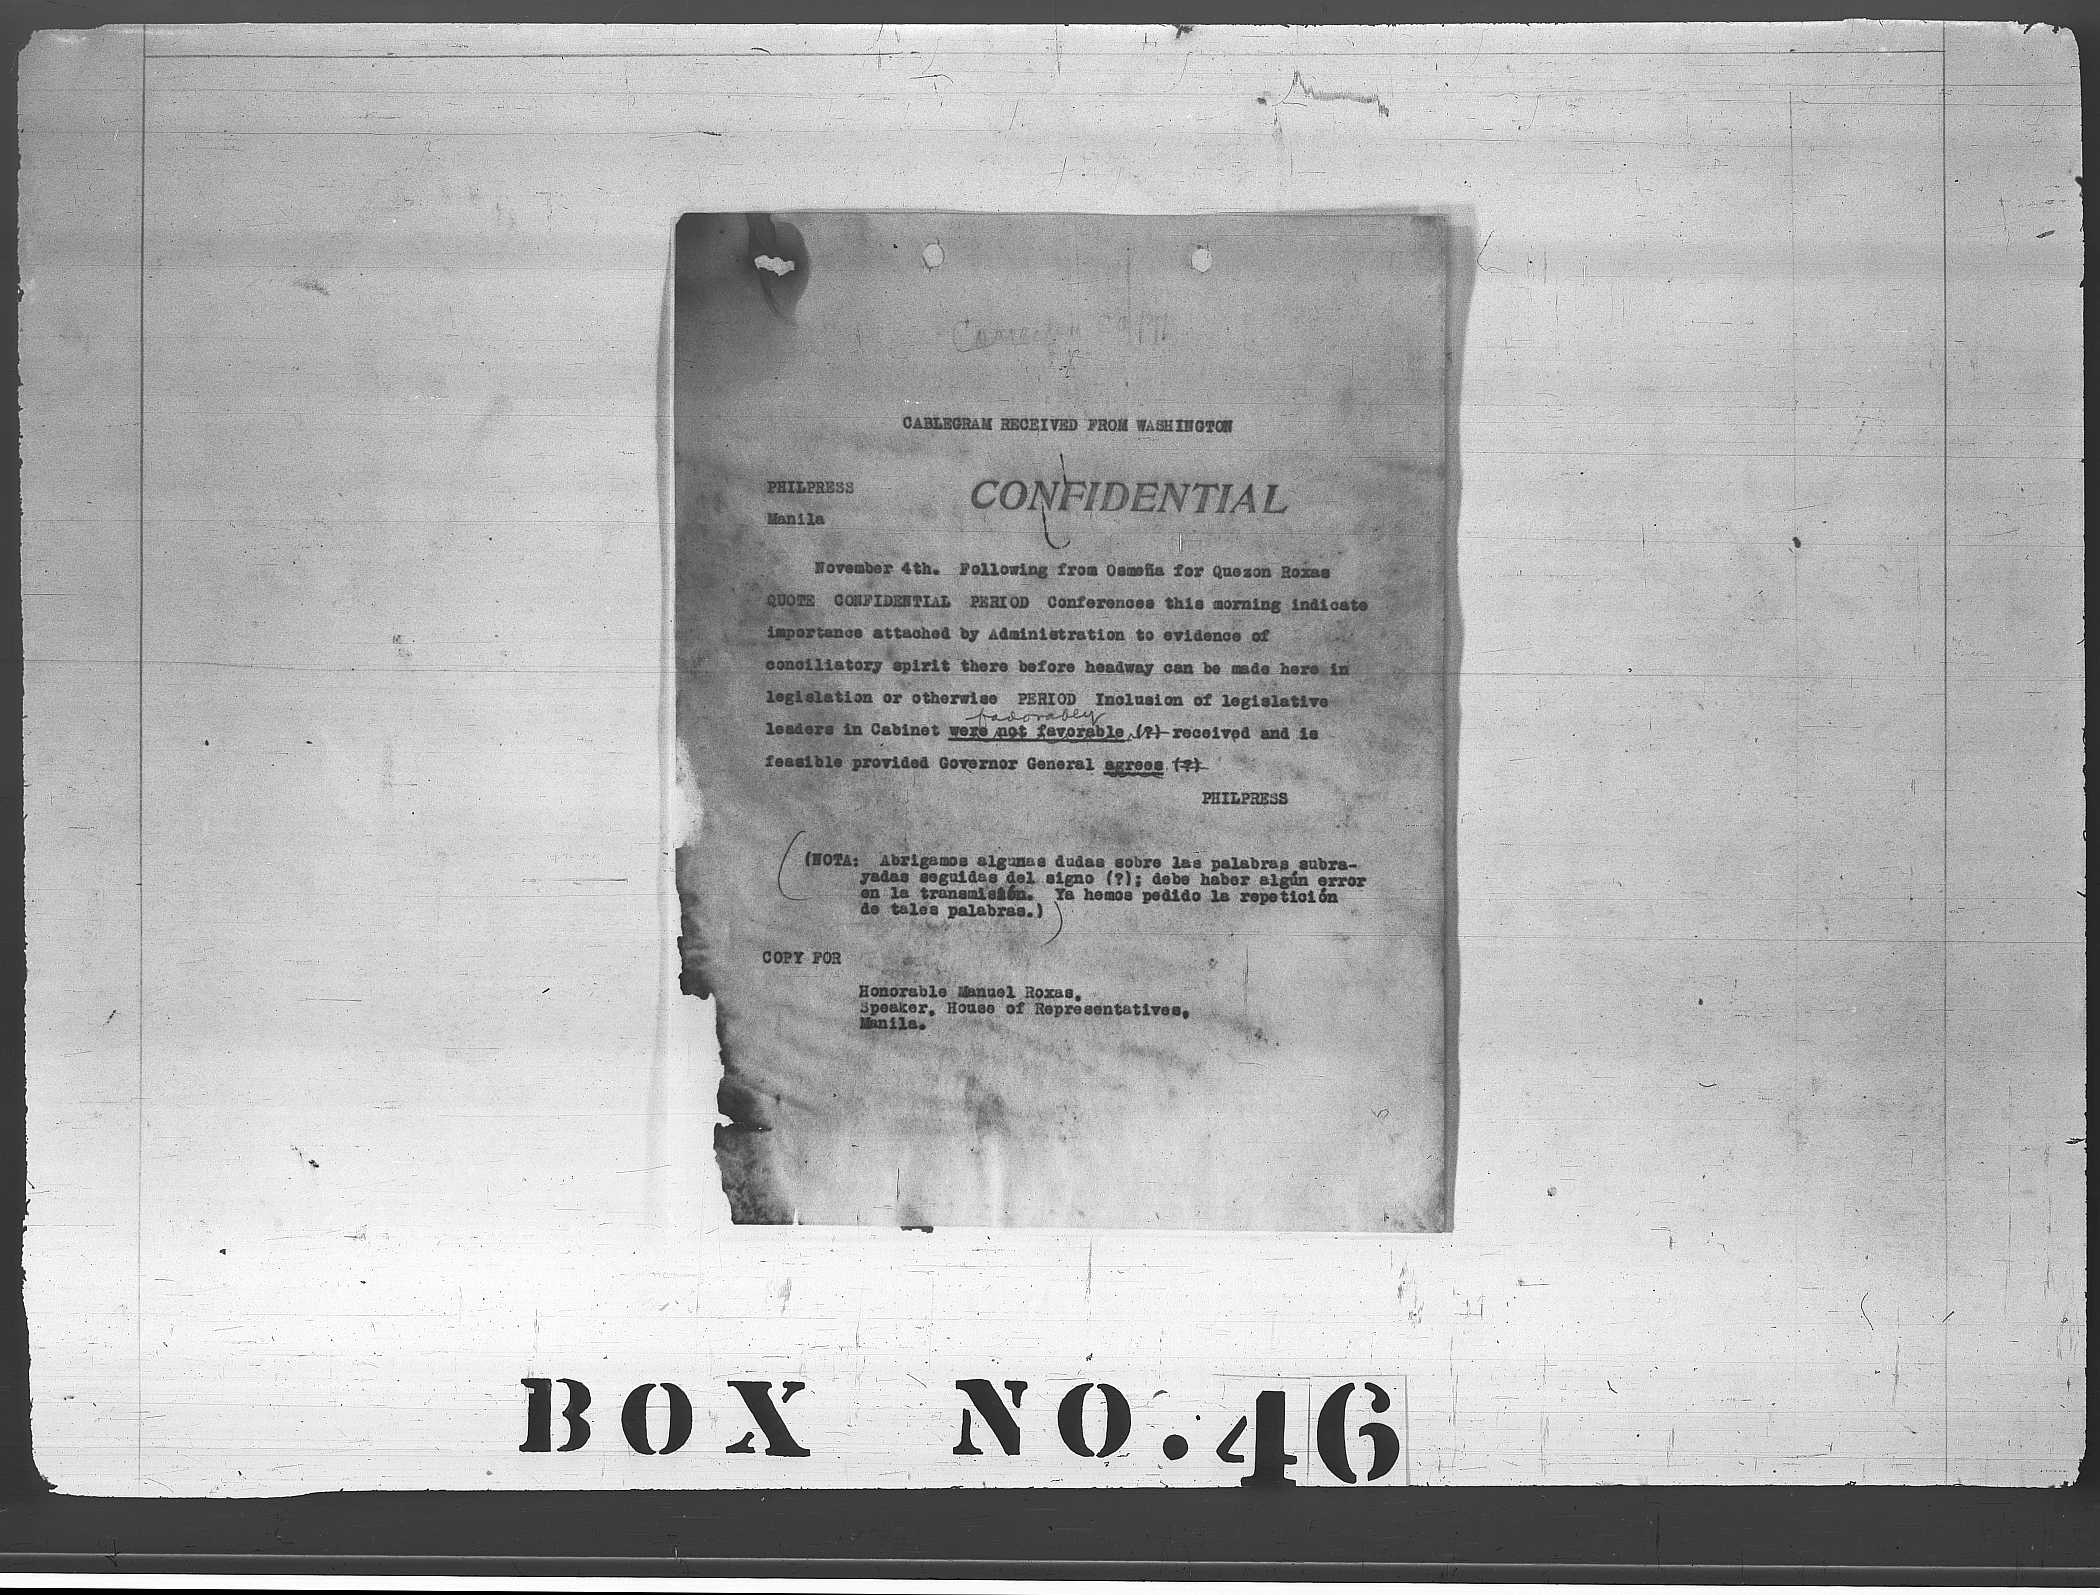 CABLEGRAM RECEIVED FROM WASHINGTON
PHILPRESS
CONFIDENTIAL
Manila
November 4th. Following from Osmeña for Quezon Roxas
QUOTE CONFIDENTIAL PERIOD Conferences this morning indicate
importance attached by Administration to evidence of
conciliatory spirit there before headway can be made here in
legislation or otherwise PERIOD Inclusion of legislative
favorably
leaders in Cabinet were not favorable (?) received and is
feasible provided Governor General agrees (?)
PHILPRESS
(NOTA: Abrigamos algunas dudas sobre las palabras subra-
yadas seguidas del signo (?); debe haber algún error
en la transmisión. Ya hemos pedido la repetición
de tales palabras.)
COPY FOR
Honorable Manuel Roxas,
Speaker, House of Representatives,
Manila.
BOX NO. 46